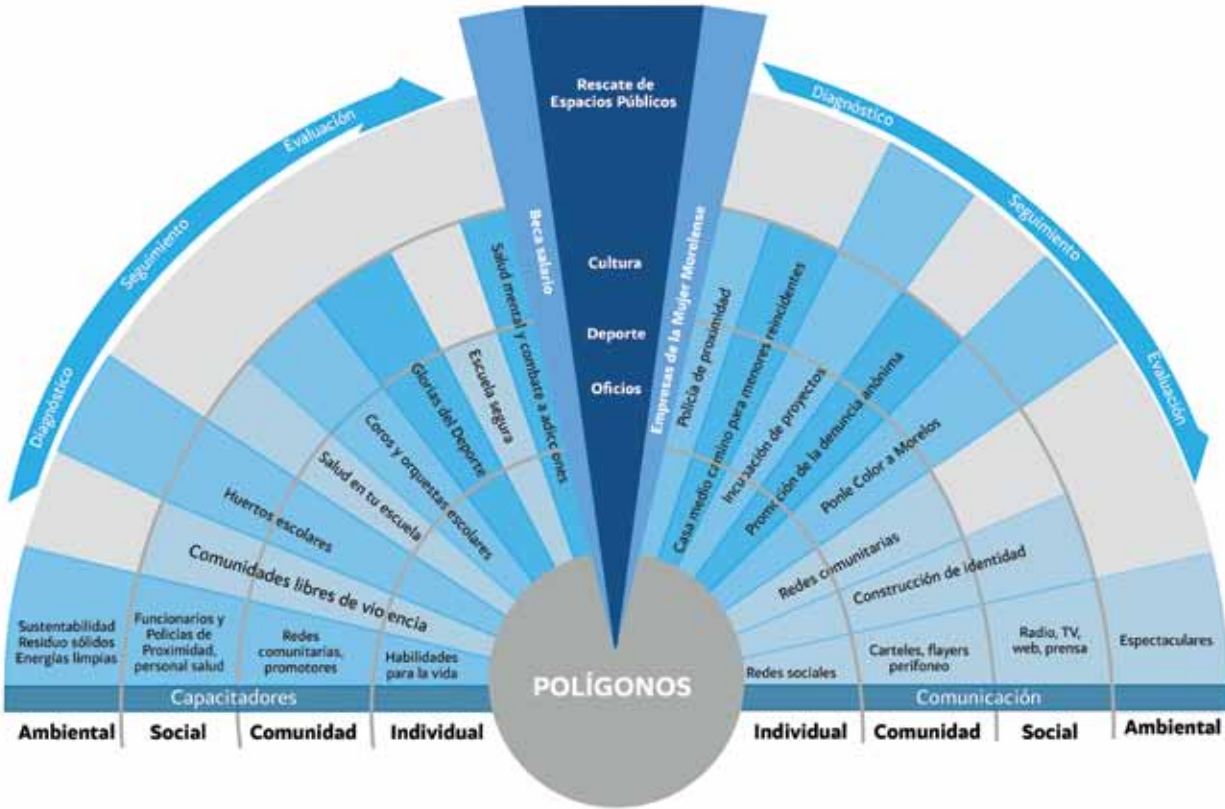 Rescate de
Espacios Públicos
Cultura
Deporte
Oficios
Beca salario
Empresas de la Mujer Morelense
Diagnóstico
Seguimiento
Evaluación
Diagnóstico
Seguimiento
Evaluación
Salud mental y combate a adicciones
Escuela segura
Glorias del Deporte
Coros y orquestas escolares
Salud en tu escuela
Huertos escolares
Comunidades libres de violencia
Policía de proximidad
Casa medio camino para menores reincidentes
Incubación de proyectos
Promoción de la denuncia anónima
Ponle Color a Morelos
Redes comunitarias
Construcción de identidad
Sustentabilidad
Residuo sólidos
Energías limpias
Funcionarios y
Policías de
Proximidad,
personal salud
Redes
comunitarias,
promotores
Habilidades
para la vida
POLÍGONOS
Redes sociales
Carteles, flayers
perifoneo
Radio, TV,
web, prensa
Espectaculares
Capacitadores
Comunicación
Ambiental
Social
Comunidad
Individual
Individual
Comunidad
Social
Ambiental